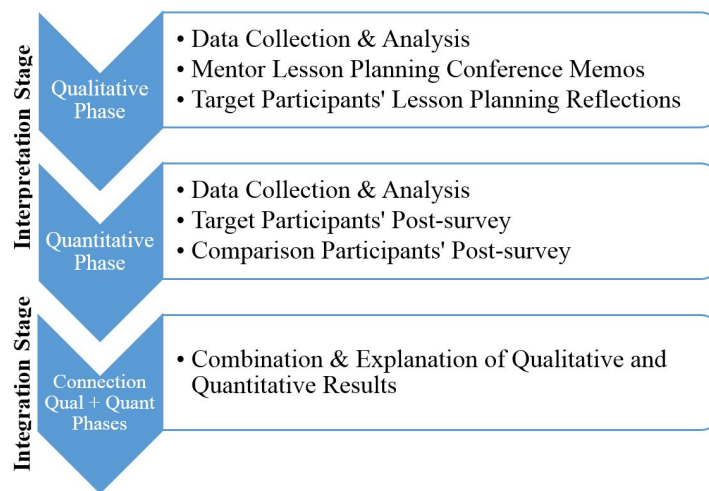 Interpretation Stage
Qualitative
Phase
• Data Collection & Analysis
• Mentor Lesson Planning Conference Memos
• Target Participants' Lesson Planning Reflections
Quantitative
Phase
• Data Collection & Analysis
• Target Participants' Post-survey
• Comparison Participants' Post-survey
Integration Stage
Connection
Qual + Quant
Phases
• Combination & Explanation of Qualitative and
Quantitative Results